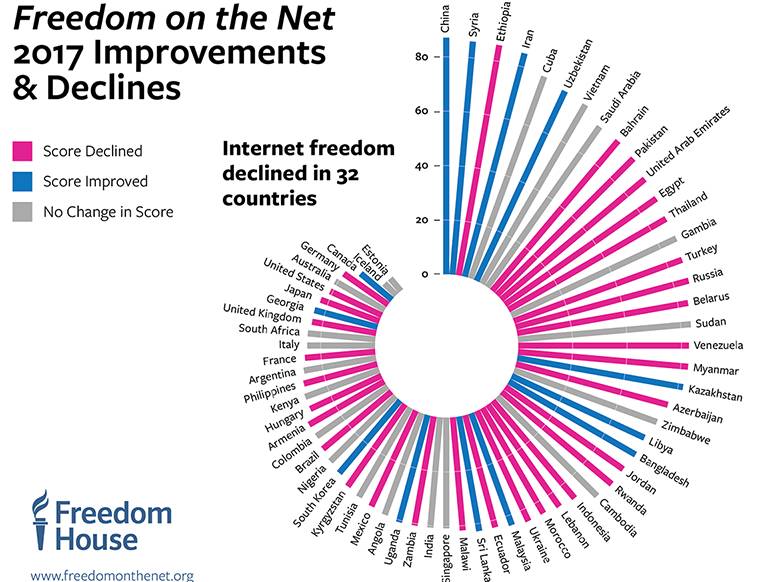 Freedom on the Net
2017 Improvements
& Declines
Score Declined
Score Improved
No Change in Score
Internet freedom
declined in 32
countries
80
60
40
20
0
China
Syria
Ethiopia
Iran
Cuba
Uzbekistan
Vietnam
Saudi Arabia
Bahrain
Pakistan
United Arab Emirates
Egypt
Thailand
Gambia
Turkey
Russia
Belarus
Sudan
Venezuela
Myanmar
Kazakhstan
Azerbaijan
Zimbabwe
Libya
Bangladesh
Jordan
Rwanda
Cambodia
Indonesia
Lebanon
Morocco
Ukraine
Malaysia
Ecuador
Sri Lanka
Malawi
Singapore
India
Zambia
Uganda
Angola
Mexico
Tunisia
Kyrgyzstan
South Korea
Nigeria
Brazil
Colombia
Armenia
Hungary
Kenya
Philippines
Argentina
France
Italy
South Africa
United Kingdom
Georgia
Japan
United States
Australia
Germany
Canada
Iceland
Estonia
Freedom
House
www.freedomonthenet.org